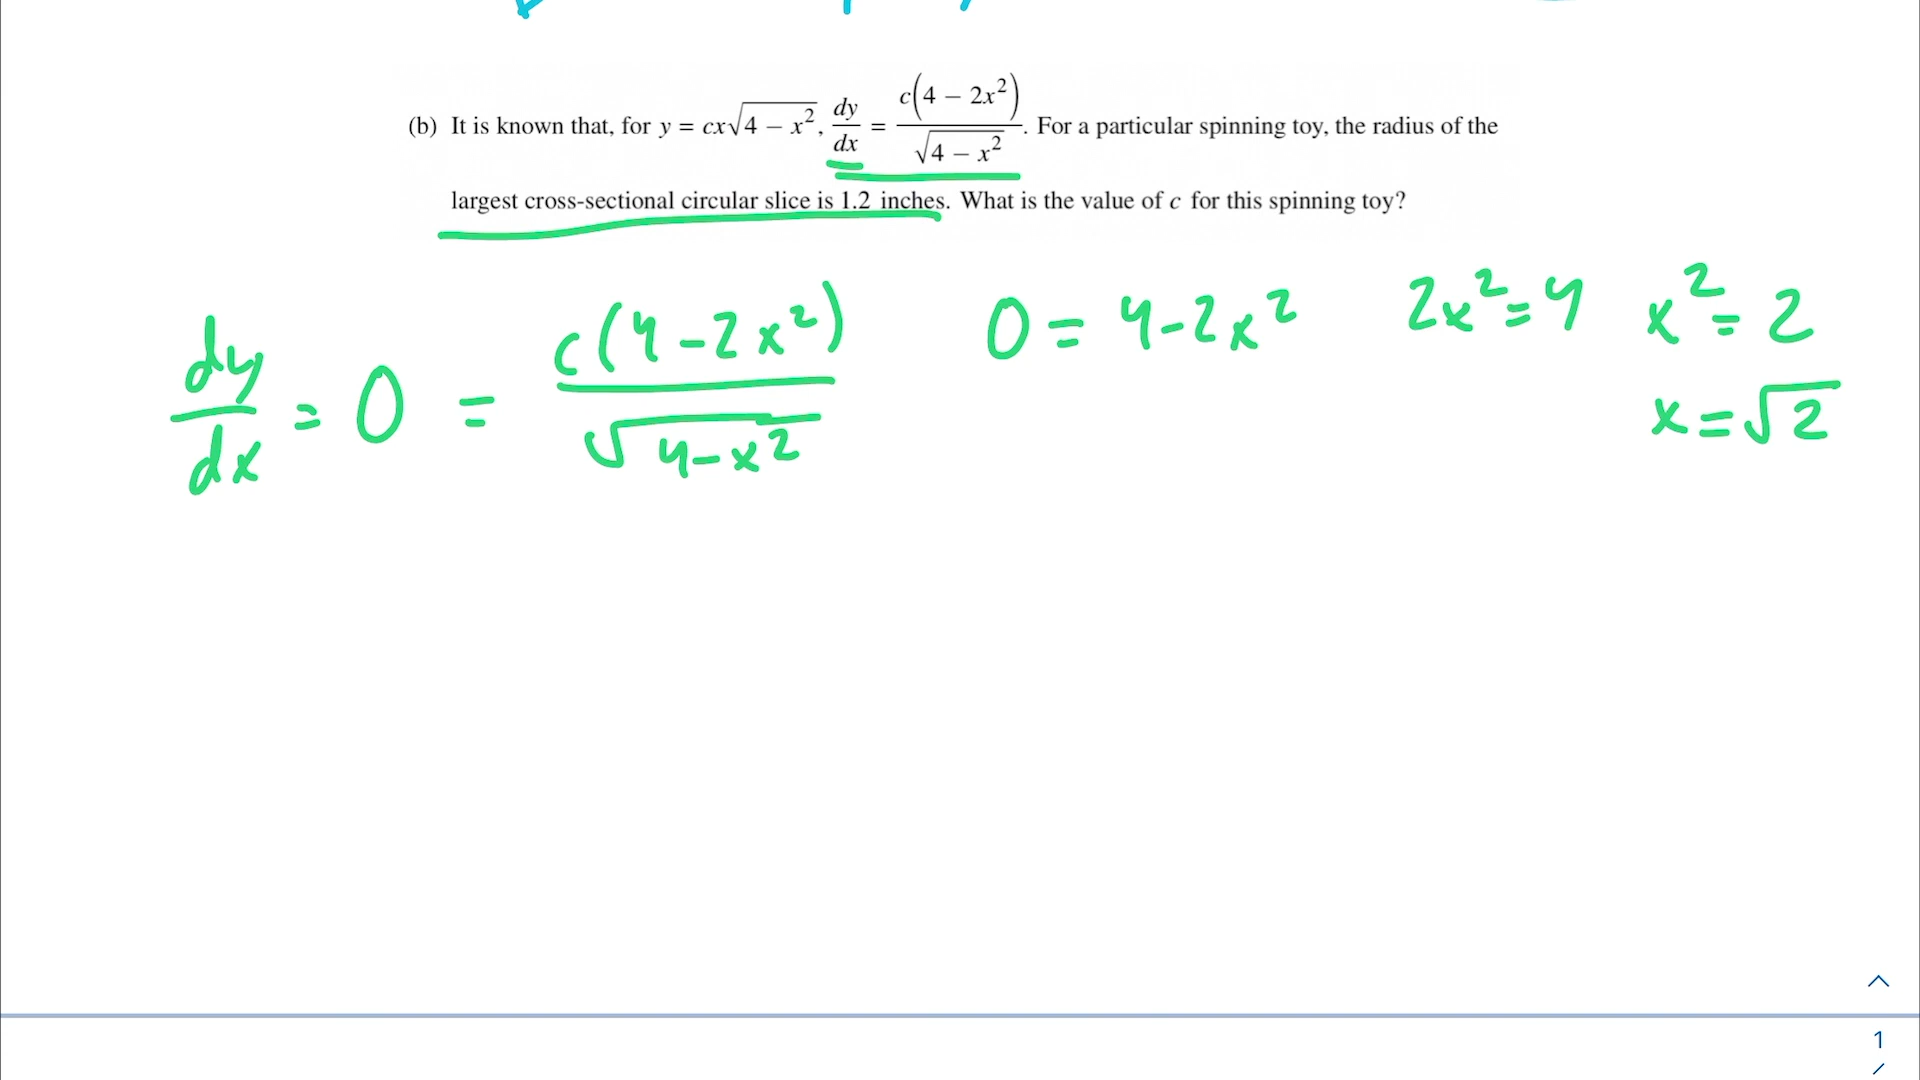 (b) It is known that, for y = cx√(4 − x²), dy/dx = c(4 − 2x²)/√(4 − x²). For a particular spinning toy, the radius of the
largest cross-sectional circular slice is 1.2 inches. What is the value of c for this spinning toy?
dy/dx = 0 = c(4-2x²)/√(4-x²)
0 = 4-2x²
2x²=4
x²=2
x=√2
1